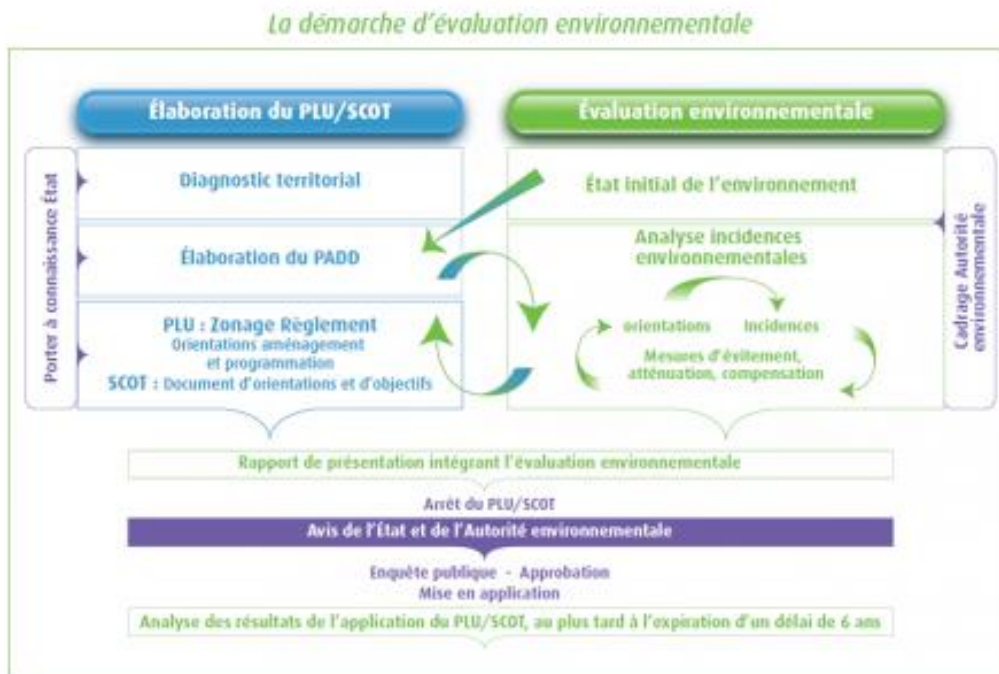 La démarche d'évaluation environnementale
Élaboration du PLU/SCOT
Évaluation environnementale
Porter à connaissance État
Diagnostic territorial
État initial de l'environnement
Cadrage Autorité
environnementale
Élaboration du PADD
Analyse incidences
environnementales
PLU : Zonage Règlement
Orientations aménagement
et programmation
SCOT : Document d'orientations et d'objectifs
orientations
Incidences
Mesures d'évitement,
atténuation, compensation
Rapport de présentation intégrant l'évaluation environnementale
Arrêt du PLU/SCOT
Avis de l'État et de l'Autorité environnementale
Enquête publique - Approbation
Mise en application
Analyse des résultats de l'application du PLU/SCOT, au plus tard à l'expiration d'un délai de 6 ans